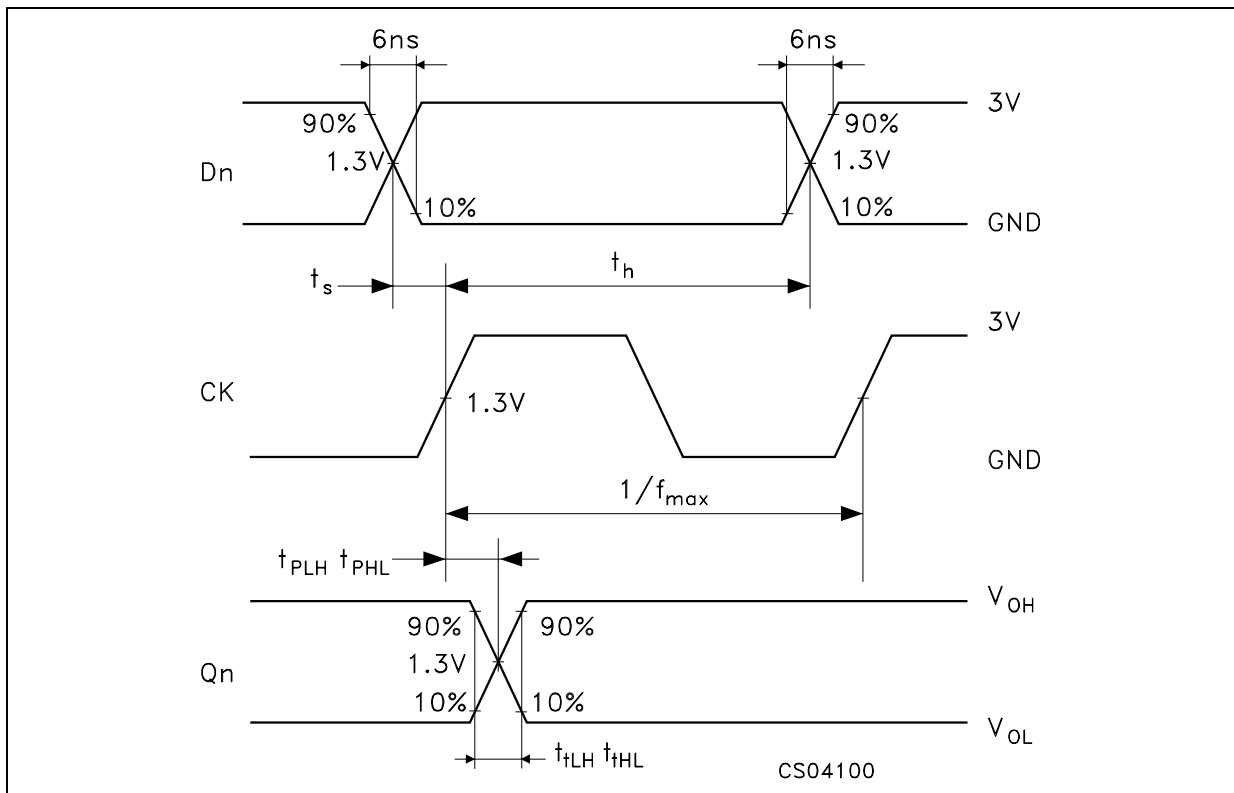 6ns 6ns
3V
90% 90%
1.3V 1.3V
Dn
10% 10%
GND
t_s t_h
3V
CK
1.3V
GND
1/f_max
t_PLH t_PHL
V_OH
90% 90%
1.3V
Qn
10% 10%
V_OL
t_tLH t_tHL
CS04100